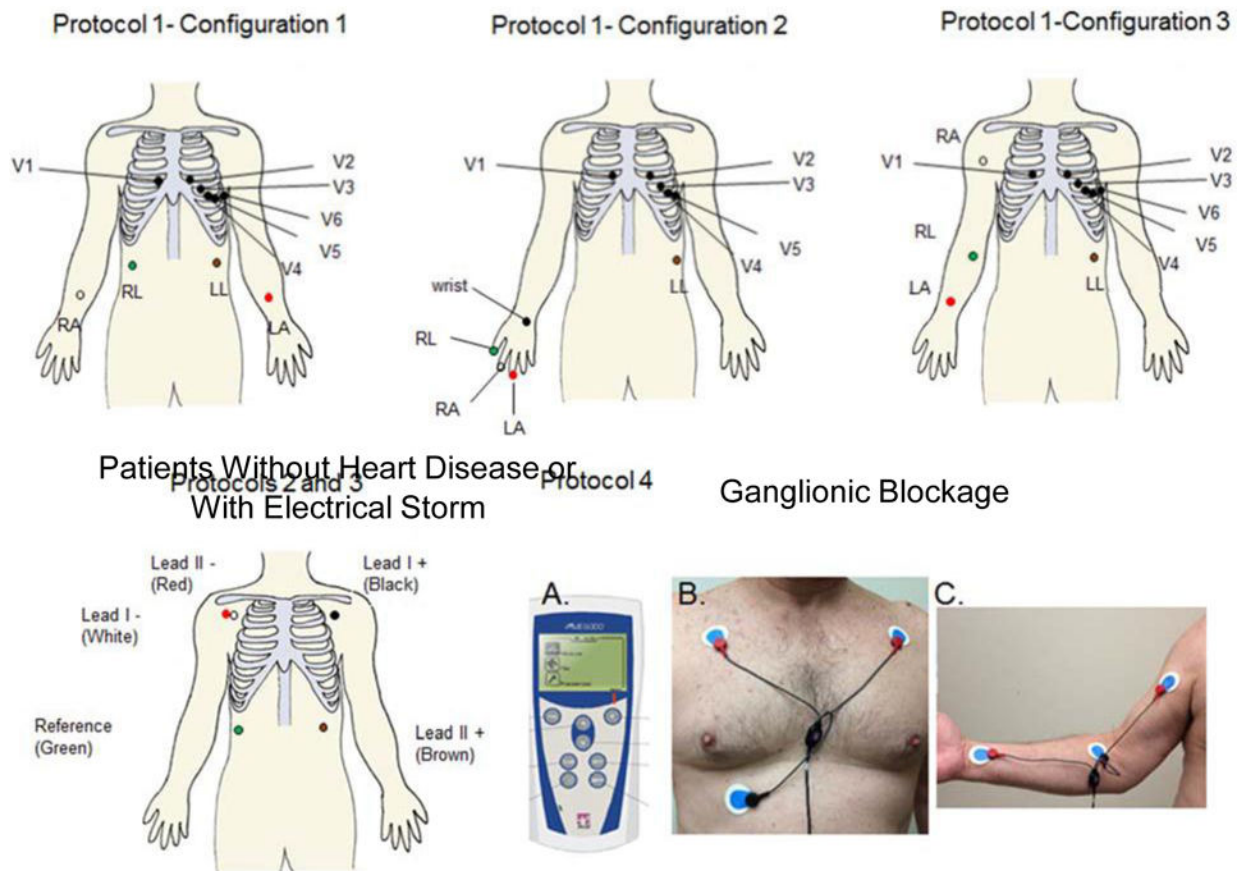 Protocol 1- Configuration 1
Protocol 1- Configuration 2
Protocol 1-Configuration 3
V1
V2
V3
V6
V5
V4
RL
LL
RA
LA
V1
V2
V3
V5
V4
LL
wrist
RL
RA
LA
RA
V1
V2
V3
V6
V5
V4
RL
LA
LL
Patients Without Heart Disease or
With Electrical Storm
Protocols 2 and 3
Protocol 4
Ganglionic Blockage
Lead II -
(Red)
Lead I +
(Black)
Lead I -
(White)
Reference
(Green)
Lead II +
(Brown)
A.
B.
C.